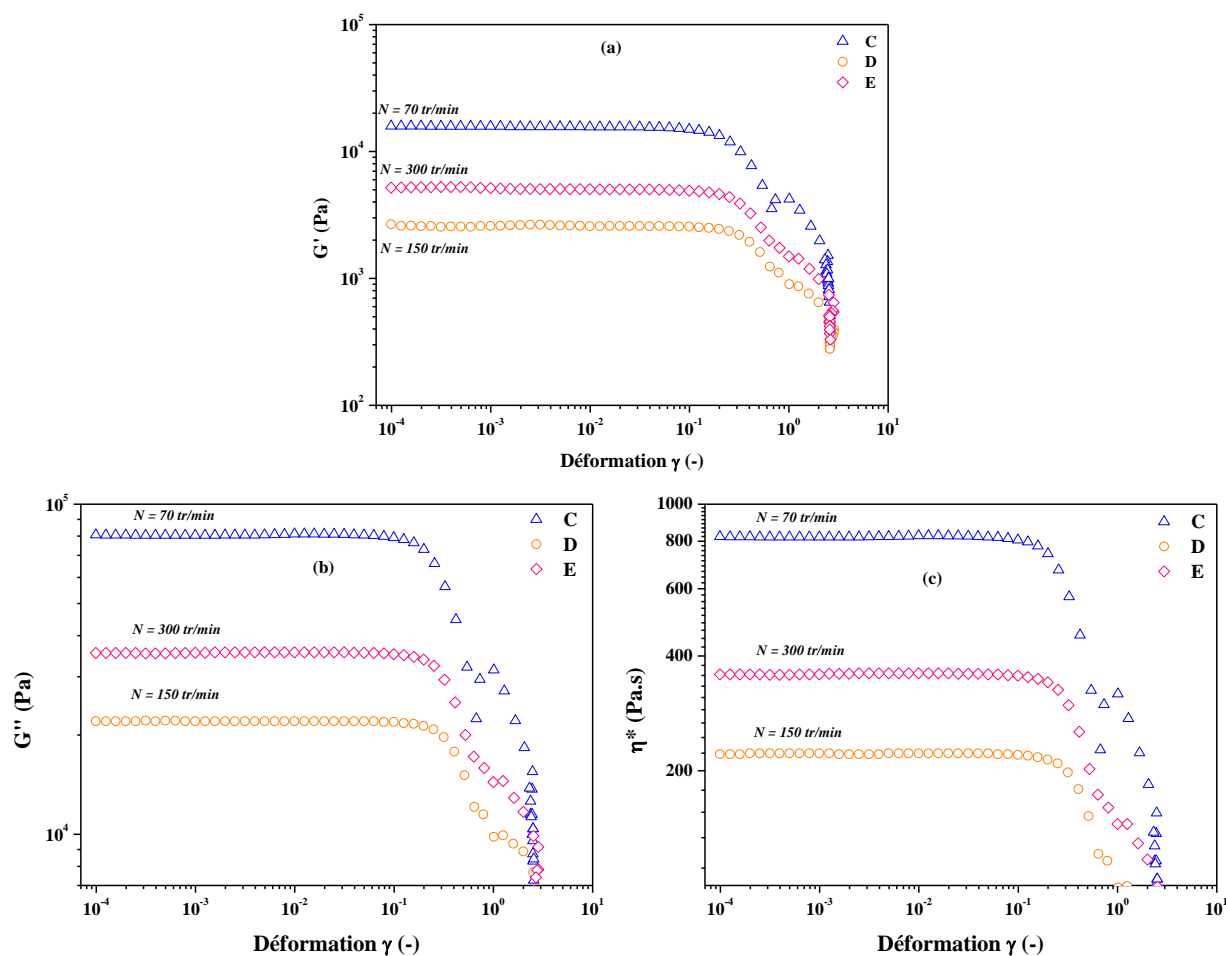 (a)
C
D
E
N = 70 tr/min
N = 300 tr/min
N = 150 tr/min
G' (Pa)
10⁵
10⁴
10³
10²
10⁻⁴ 10⁻³ 10⁻² 10⁻¹ 10⁰ 10¹
Déformation γ (-)
(b)
C
D
E
N = 70 tr/min
N = 300 tr/min
N = 150 tr/min
G'' (Pa)
10⁵
10⁴
10⁻⁴ 10⁻³ 10⁻² 10⁻¹ 10⁰ 10¹
Déformation γ (-)
(c)
C
D
E
N = 70 tr/min
N = 300 tr/min
N = 150 tr/min
η* (Pa.s)
1000
800
600
400
200
10⁻⁴ 10⁻³ 10⁻² 10⁻¹ 10⁰ 10¹
Déformation γ (-)